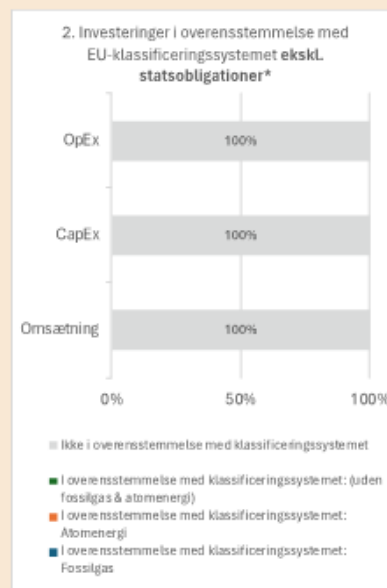 2. Investeringer i overensstemmelse med
EU-klassificeringssystemet ekskl.
statsobligationer*
OpEx
100%
CapEx
100%
Omsætning
100%
0%
50%
100%
Ikke i overensstemmelse med klassificeringssystemet
I overensstemmelse med klassificeringssystemet: (uden
fossilgas & atomenergi)
I overensstemmelse med klassificeringssystemet:
Atomenergi
I overensstemmelse med klassificeringssystemet:
Fossilgas